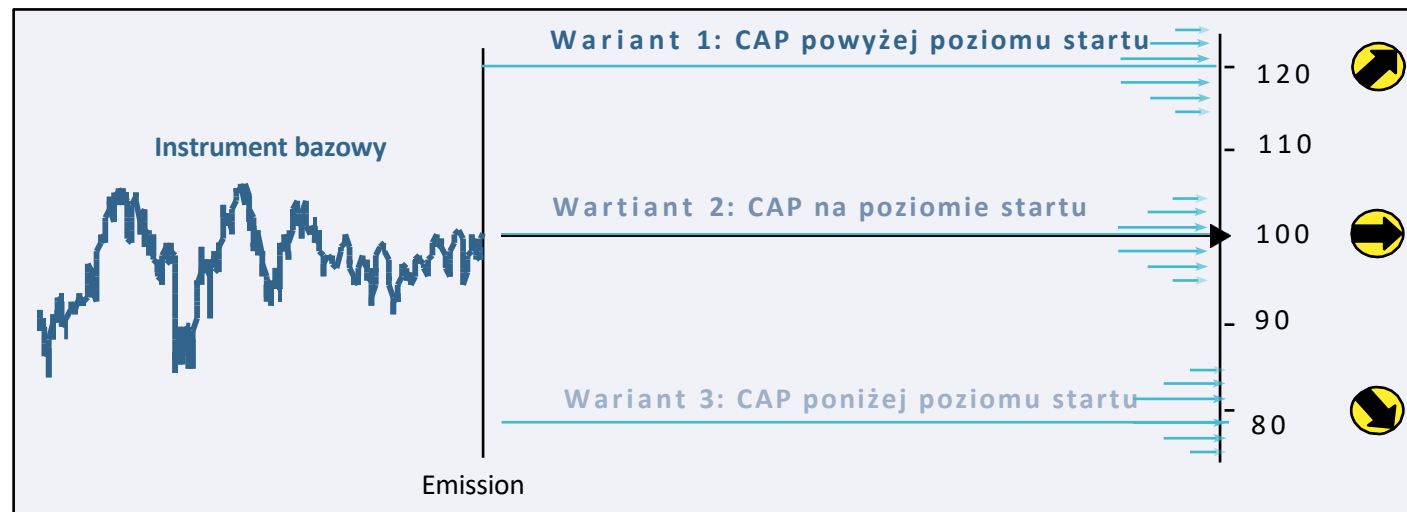 Wariant 1: CAP powyżej poziomu startu
120
110
Instrument bazowy
Wartiant 2: CAP na poziomie startu
100
90
Wariant 3: CAP poniżej poziomu startu
80
Emission